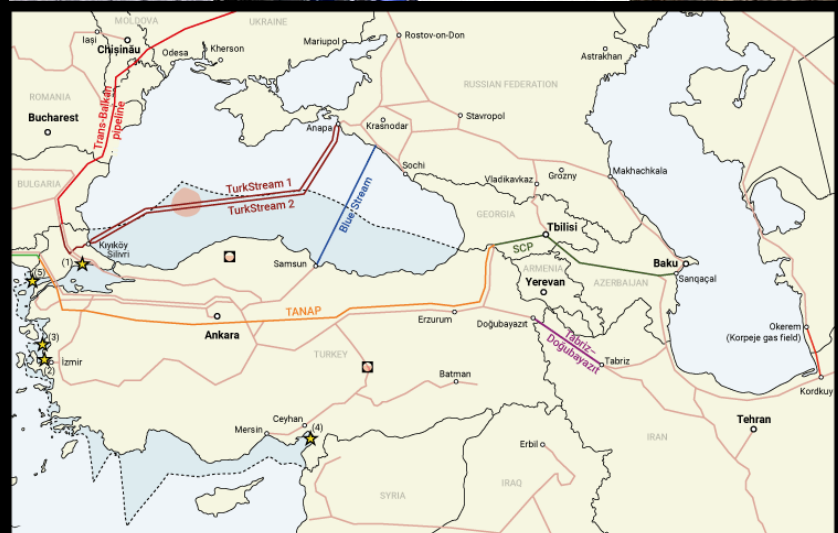 MOLDOVA
UKRAINE
Iași
Chișinău
Odesa
Kherson
Mariupol
Rostov-on-Don
Astrakhan
RUSSIAN FEDERATION
ROMANIA
Bucharest
Trans-Balkan
pipeline
Anapa
Krasnodar
Stavropol
Sochi
Makhachkala
Grozny
Vladikavkaz
BULGARIA
TurkStream 1
TurkStream 2
Blue Stream
GEORGIA
Tbilisi
SCP
Kıyıköy
Silivri
(1)
Samsun
Baku
Sanqaçal
ARMENIA
Yerevan
AZERBAIJAN
(5)
TANAP
Ankara
Erzurum
Doğubayazıt
Tabriz–
Doğubayazıt
Tabriz
Okerem
(Korpeje gas field)
(3)
İzmir
(2)
TURKEY
Batman
Kordkuy
Ceyhan
Mersin
(4)
Erbil
Tehran
IRAN
SYRIA
IRAQ